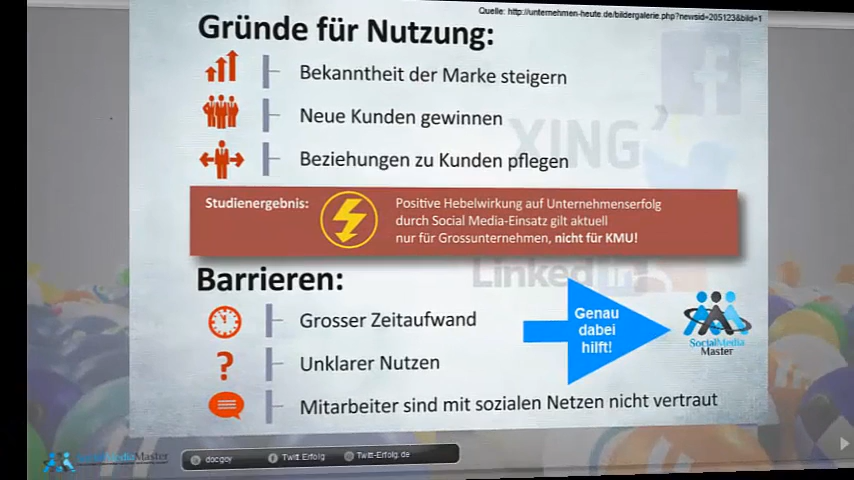 Quelle: http://unternehmen-heute.de/bildergalerie.php?newsid=205123&bild=1
Gründe für Nutzung:
Bekanntheit der Marke steigern
Neue Kunden gewinnen
Beziehungen zu Kunden pflegen
XING
Studienergebnis:
Positive Hebelwirkung auf Unternehmenserfolg
durch Social Media-Einsatz gilt aktuell
nur für Grossunternehmen, nicht für KMU!
LinkedIn
Barrieren:
Grosser Zeitaufwand
Unklarer Nutzen
Mitarbeiter sind mit sozialen Netzen nicht vertraut
Genau
dabei
hilft!
SocialMedia
Master
SocialMediaMaster
docgoy
Twitt Erfolg
Twitt-Erfolg.de